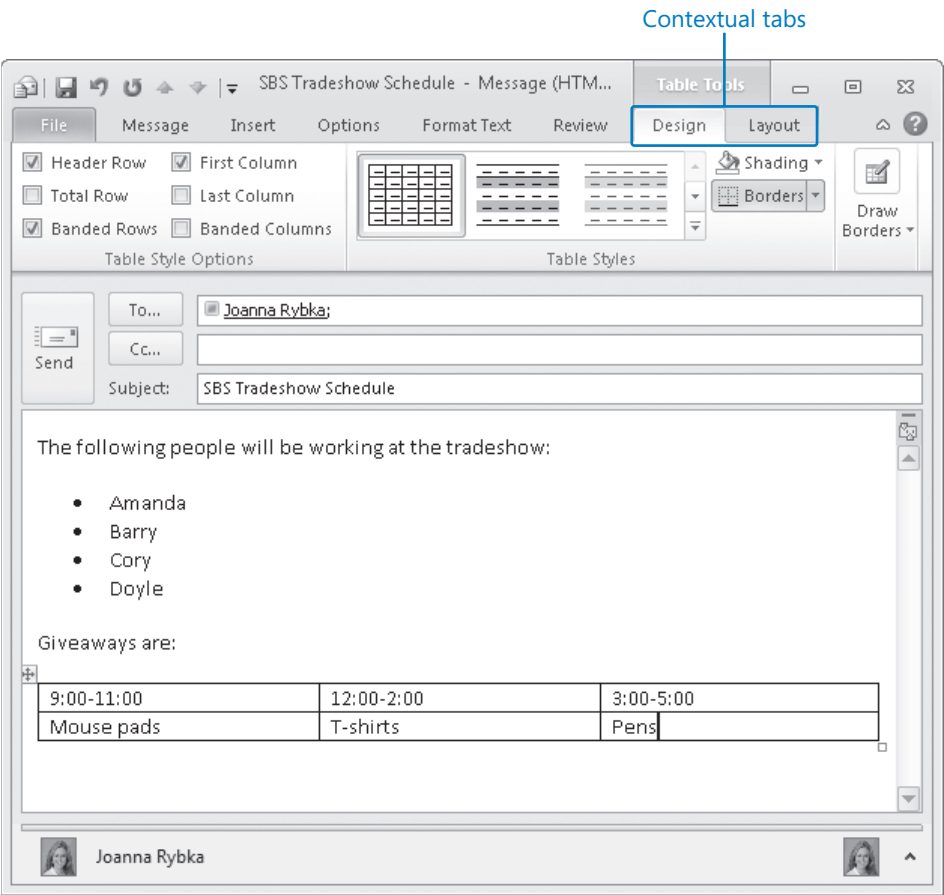 Contextual tabs
SBS Tradeshow Schedule - Message (HTM... Table Tools
File Message Insert Options Format Text Review Design Layout
Header Row First Column Shading
Total Row Last Column Borders
Banded Rows Banded Columns
Draw
Borders
Table Style Options Table Styles
To... Joanna Rybka;
Cc...
Send
Subject: SBS Tradeshow Schedule
The following people will be working at the tradeshow:
• Amanda
• Barry
• Cory
• Doyle
Giveaways are:
9:00-11:00 12:00-2:00 3:00-5:00
Mouse pads T-shirts Pens
Joanna Rybka